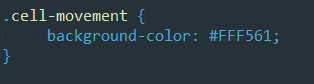 .cell-movement {
    background-color: #FFF561;
}